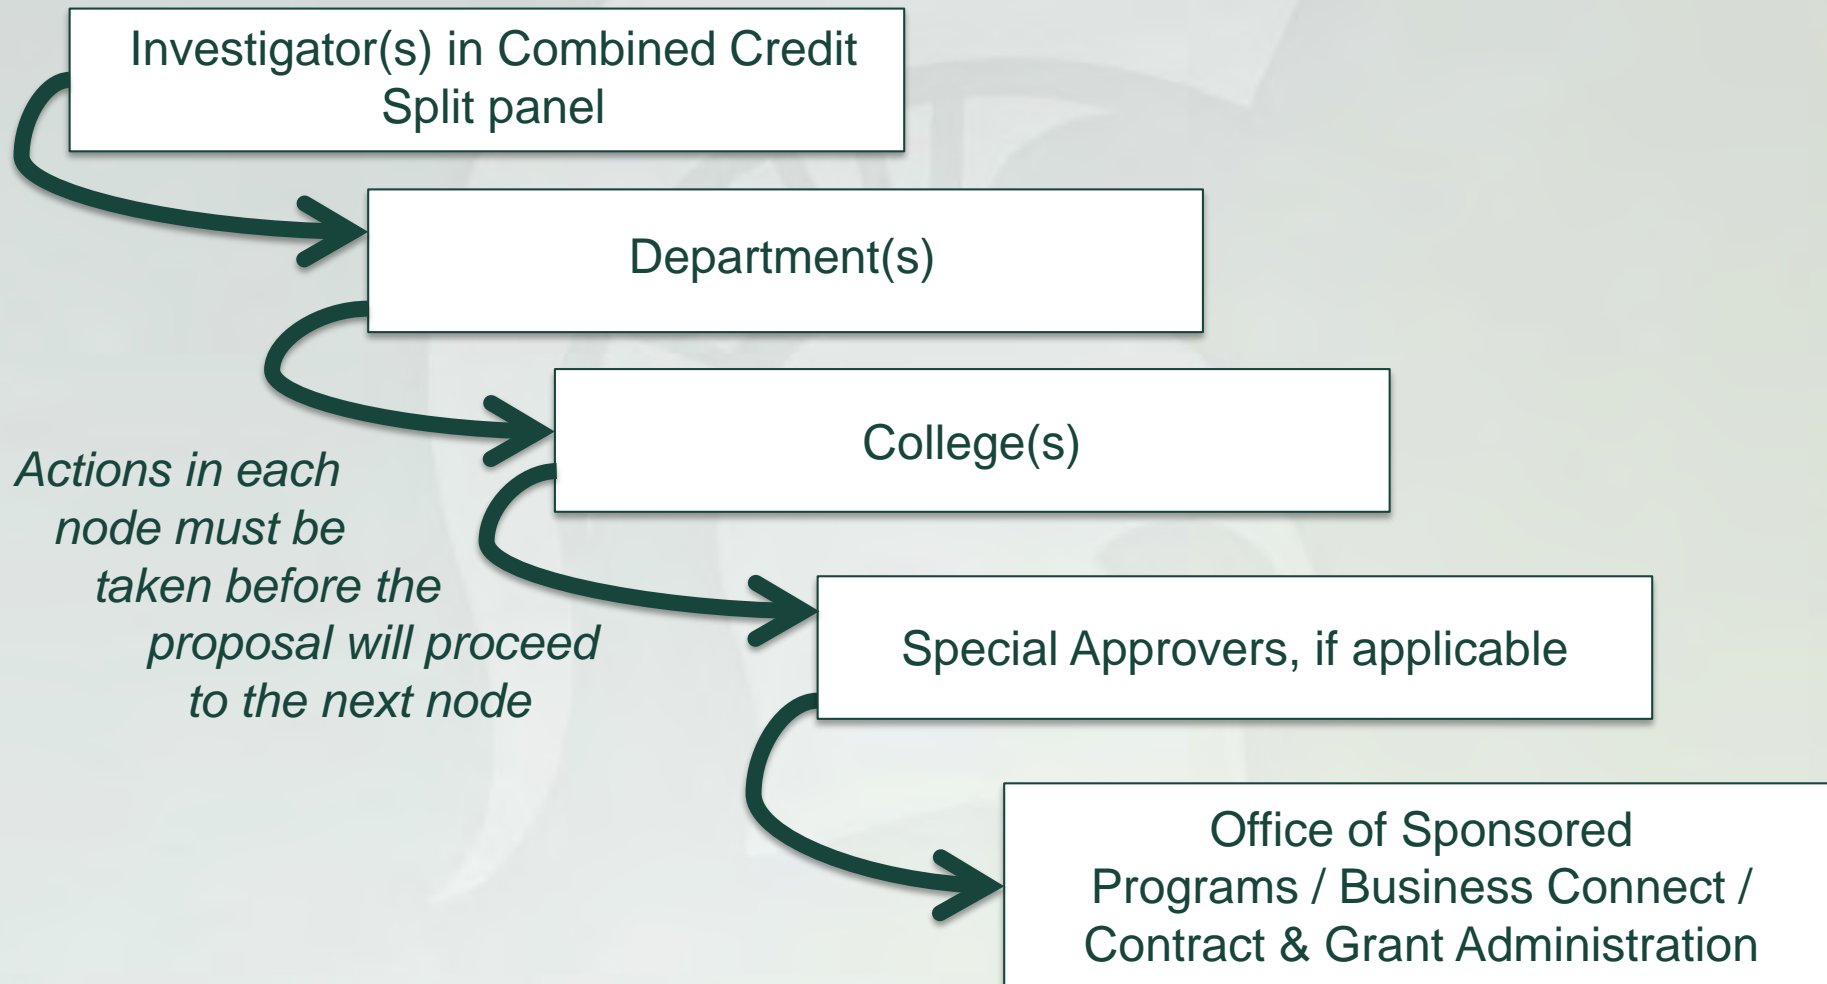 Investigator(s) in Combined Credit
Split panel
Department(s)
College(s)
Actions in each
node must be
taken before the
proposal will proceed
to the next node
Special Approvers, if applicable
Office of Sponsored
Programs / Business Connect /
Contract & Grant Administration